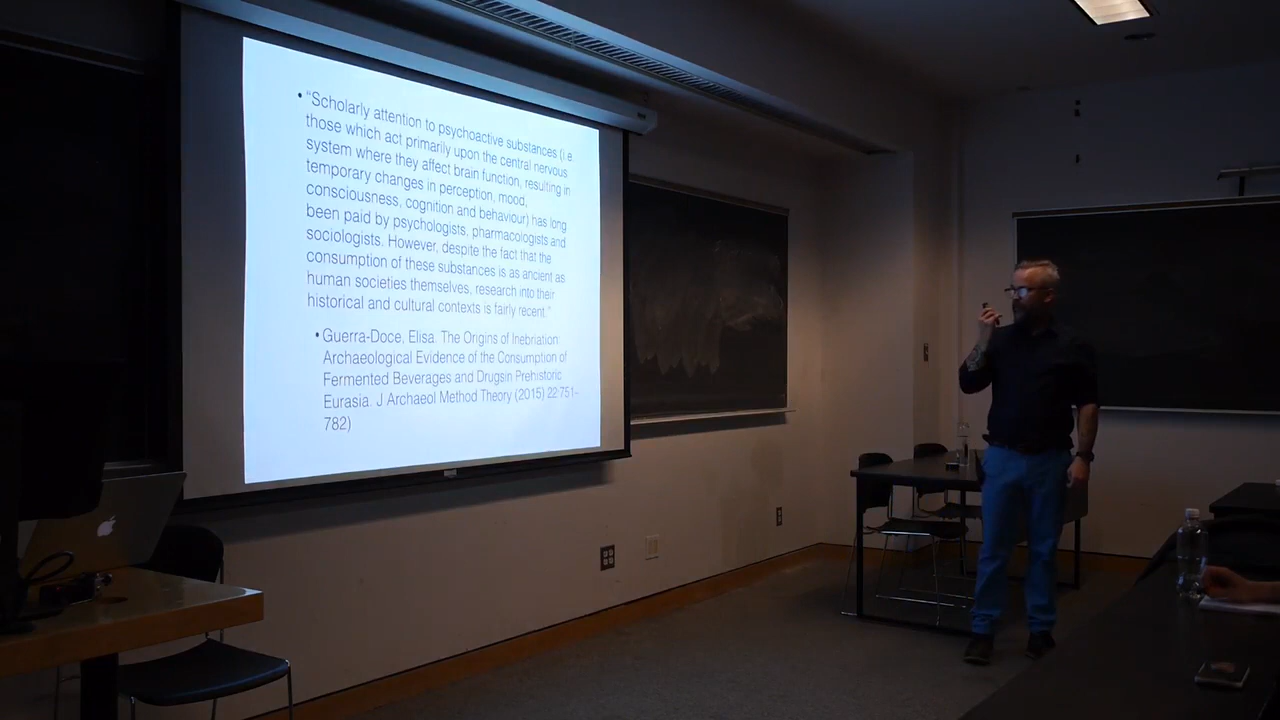 • “Scholarly attention to psychoactive substances (i.e.
those which act primarily upon the central nervous
system where they affect brain function, resulting in
temporary changes in perception, mood,
consciousness, cognition and behaviour) has long
been paid by psychologists, pharmacologists and
sociologists. However, despite the fact that the
consumption of these substances is as ancient as
human societies themselves, research into their
historical and cultural contexts is fairly recent.”
• Guerra-Doce, Elisa. The Origins of Inebriation:
Archaeological Evidence of the Consumption of
Fermented Beverages and Drugsin Prehistoric
Eurasia. J Archaeol Method Theory (2015) 22:751–
782)